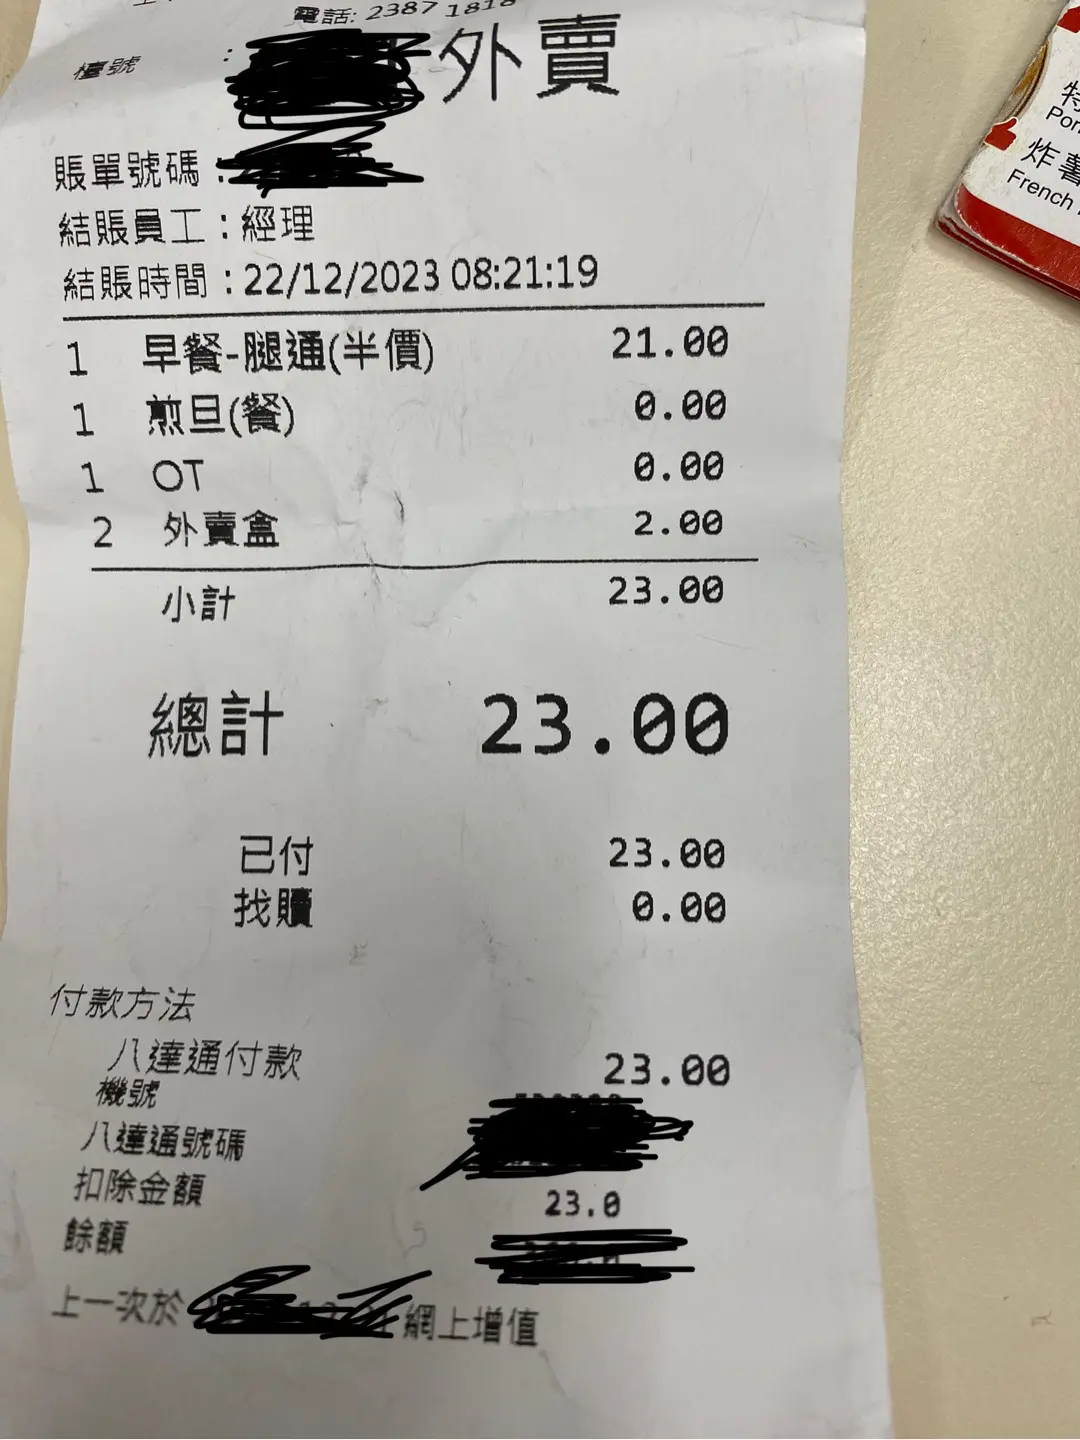 電話: 2387 1818
檯號 : 外賣
賬單號碼 :
結賬員工 : 經理
結賬時間 : 22/12/2023 08:21:19
1 早餐-腿通(半價) 21.00
1 煎旦(餐) 0.00
1 OT 0.00
2 外賣盒 2.00
小計 23.00
總計 23.00
已付 23.00
找贖 0.00
付款方法
八達通付款 23.00
機號
八達通號碼
扣除金額 23.0
餘額
上一次於 網上增值
炸薯
French